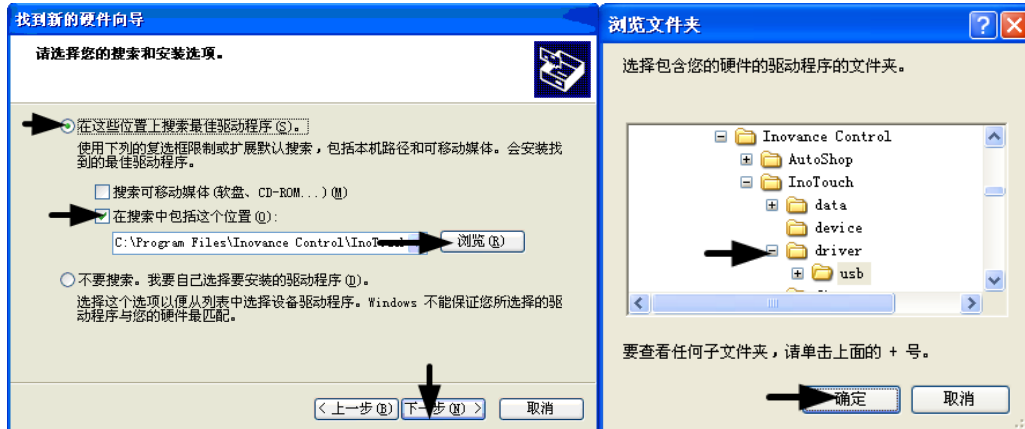 找到新的硬件向导
请选择您的搜索和安装选项。
在这些位置上搜索最佳驱动程序(S)。
使用下列的复选框限制或扩展默认搜索，包括本机路径和可移动媒体。会安装找
到的最佳驱动程序。
搜索可移动媒体(软盘、CD-ROM...)(M)
在搜索中包括这个位置(O):
C:\Program Files\Inovance Control\
浏览(R)
不要搜索。我要自己选择要安装的驱动程序(D)。
选择这个选项以便从列表中选择设备驱动程序。Windows 不能保证您所选择的驱
动程序与您的硬件最匹配。
< 上一步(B)
下一步(N) >
取消
浏览文件夹
选择包含您的硬件的驱动程序的文件夹。
Inovance Control
AutoShop
InoTouch
data
device
driver
usb
要查看任何子文件夹，请单击上面的 + 号。
确定
取消